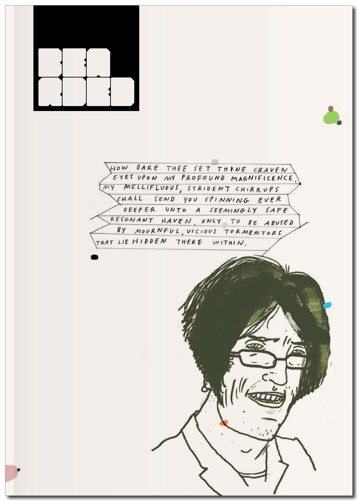 HOW DARE THEE SET THINE CRAVEN
EYES UPON MY PROFOUND MAGNIFICENCE,
MY MELLIFLUOUS, STRIDENT CHIRRUPS
SHALL SEND YOU SPINNING EVER
DEEPER UNTO A SEEMINGLY SAFE
RESONANT HAVEN, ONLY TO BE ABUSED
BY MOURNFUL, VICIOUS TORMENTORS
THAT LIE HIDDEN THERE WITHIN.